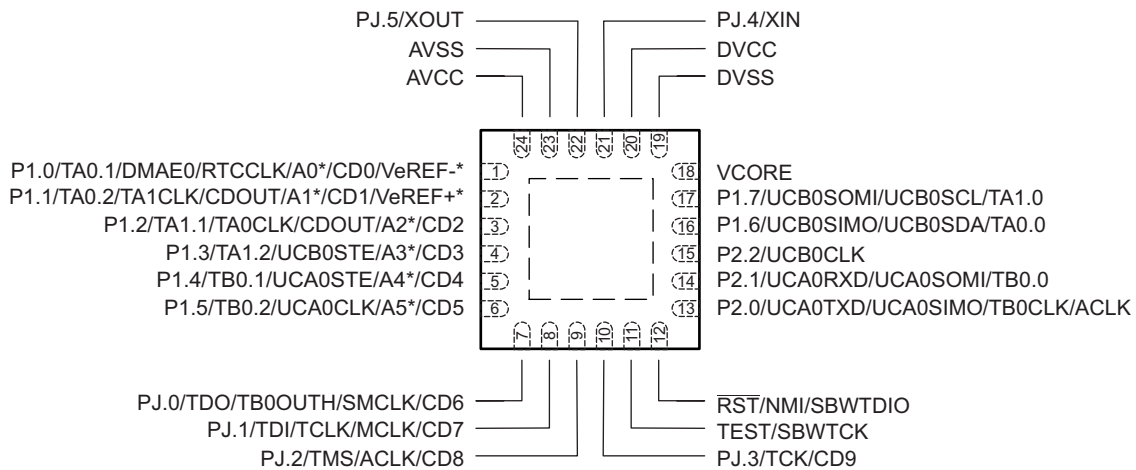 PJ.5/XOUT PJ.4/XIN
AVSS DVCC
AVCC DVSS
24 23 22 21 20 19
P1.0/TA0.1/DMAE0/RTCCLK/A0*/CD0/VeREF-* 1 18 VCORE
P1.1/TA0.2/TA1CLK/CDOUT/A1*/CD1/VeREF+* 2 17 P1.7/UCB0SOMI/UCB0SCL/TA1.0
P1.2/TA1.1/TA0CLK/CDOUT/A2*/CD2 3 16 P1.6/UCB0SIMO/UCB0SDA/TA0.0
P1.3/TA1.2/UCB0STE/A3*/CD3 4 15 P2.2/UCB0CLK
P1.4/TB0.1/UCA0STE/A4*/CD4 5 14 P2.1/UCA0RXD/UCA0SOMI/TB0.0
P1.5/TB0.2/UCA0CLK/A5*/CD5 6 13 P2.0/UCA0TXD/UCA0SIMO/TB0CLK/ACLK
7 8 9 10 11 12
PJ.0/TDO/TB0OUTH/SMCLK/CD6 RST/NMI/SBWTDIO
PJ.1/TDI/TCLK/MCLK/CD7 TEST/SBWTCK
PJ.2/TMS/ACLK/CD8 PJ.3/TCK/CD9